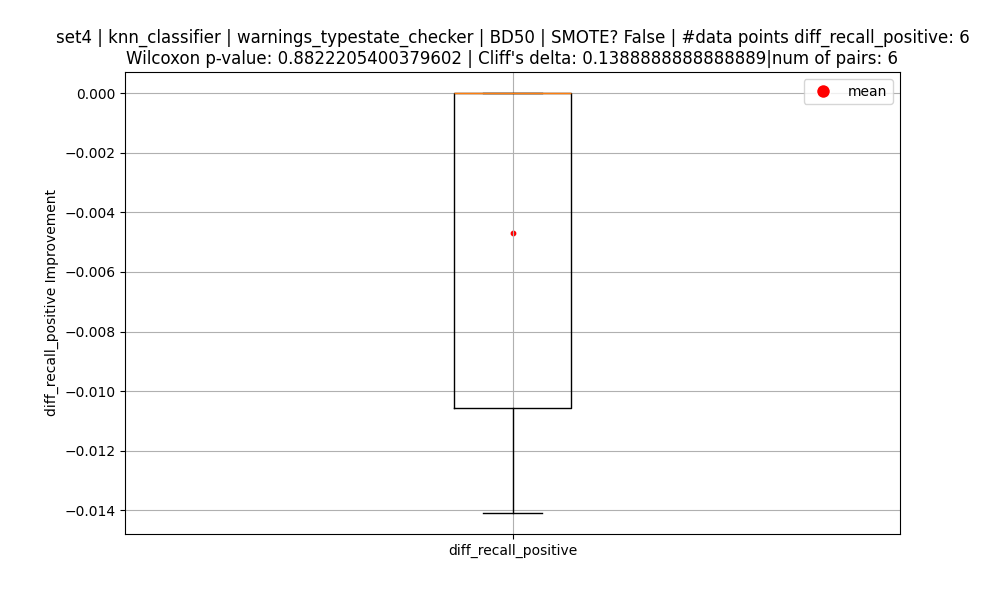 set4 | knn_classifier | warnings_typestate_checker | BD50 | SMOTE? False | #data points diff_recall_positive: 6
Wilcoxon p-value: 0.8822205400379602 | Cliff's delta: 0.1388888888888889|num of pairs: 6
mean
0.000
−0.002
−0.004
−0.006
−0.008
−0.010
−0.012
−0.014
diff_recall_positive Improvement
diff_recall_positive